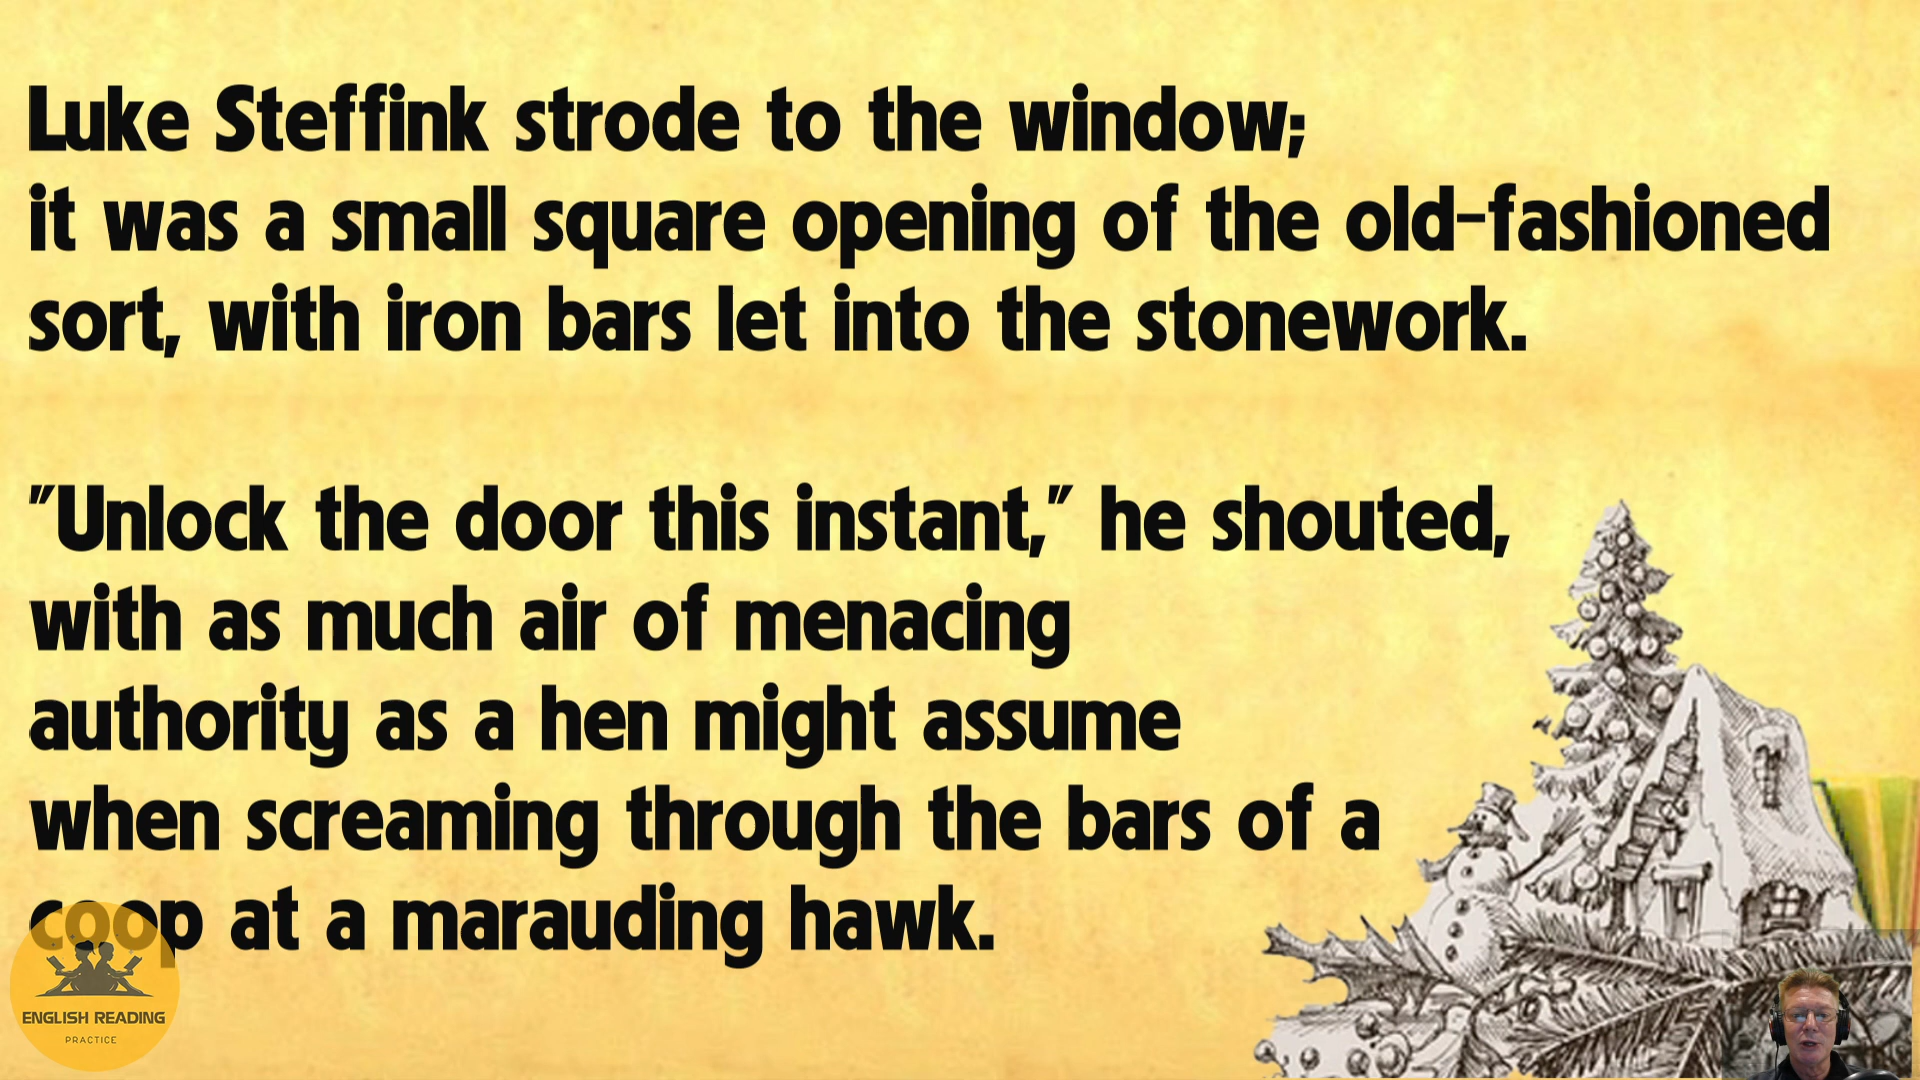 Luke Steffink strode to the window;
it was a small square opening of the old-fashioned
sort, with iron bars let into the stonework.
"Unlock the door this instant," he shouted,
with as much air of menacing
authority as a hen might assume
when screaming through the bars of a
coop at a marauding hawk.
ENGLISH READING
PRACTICE